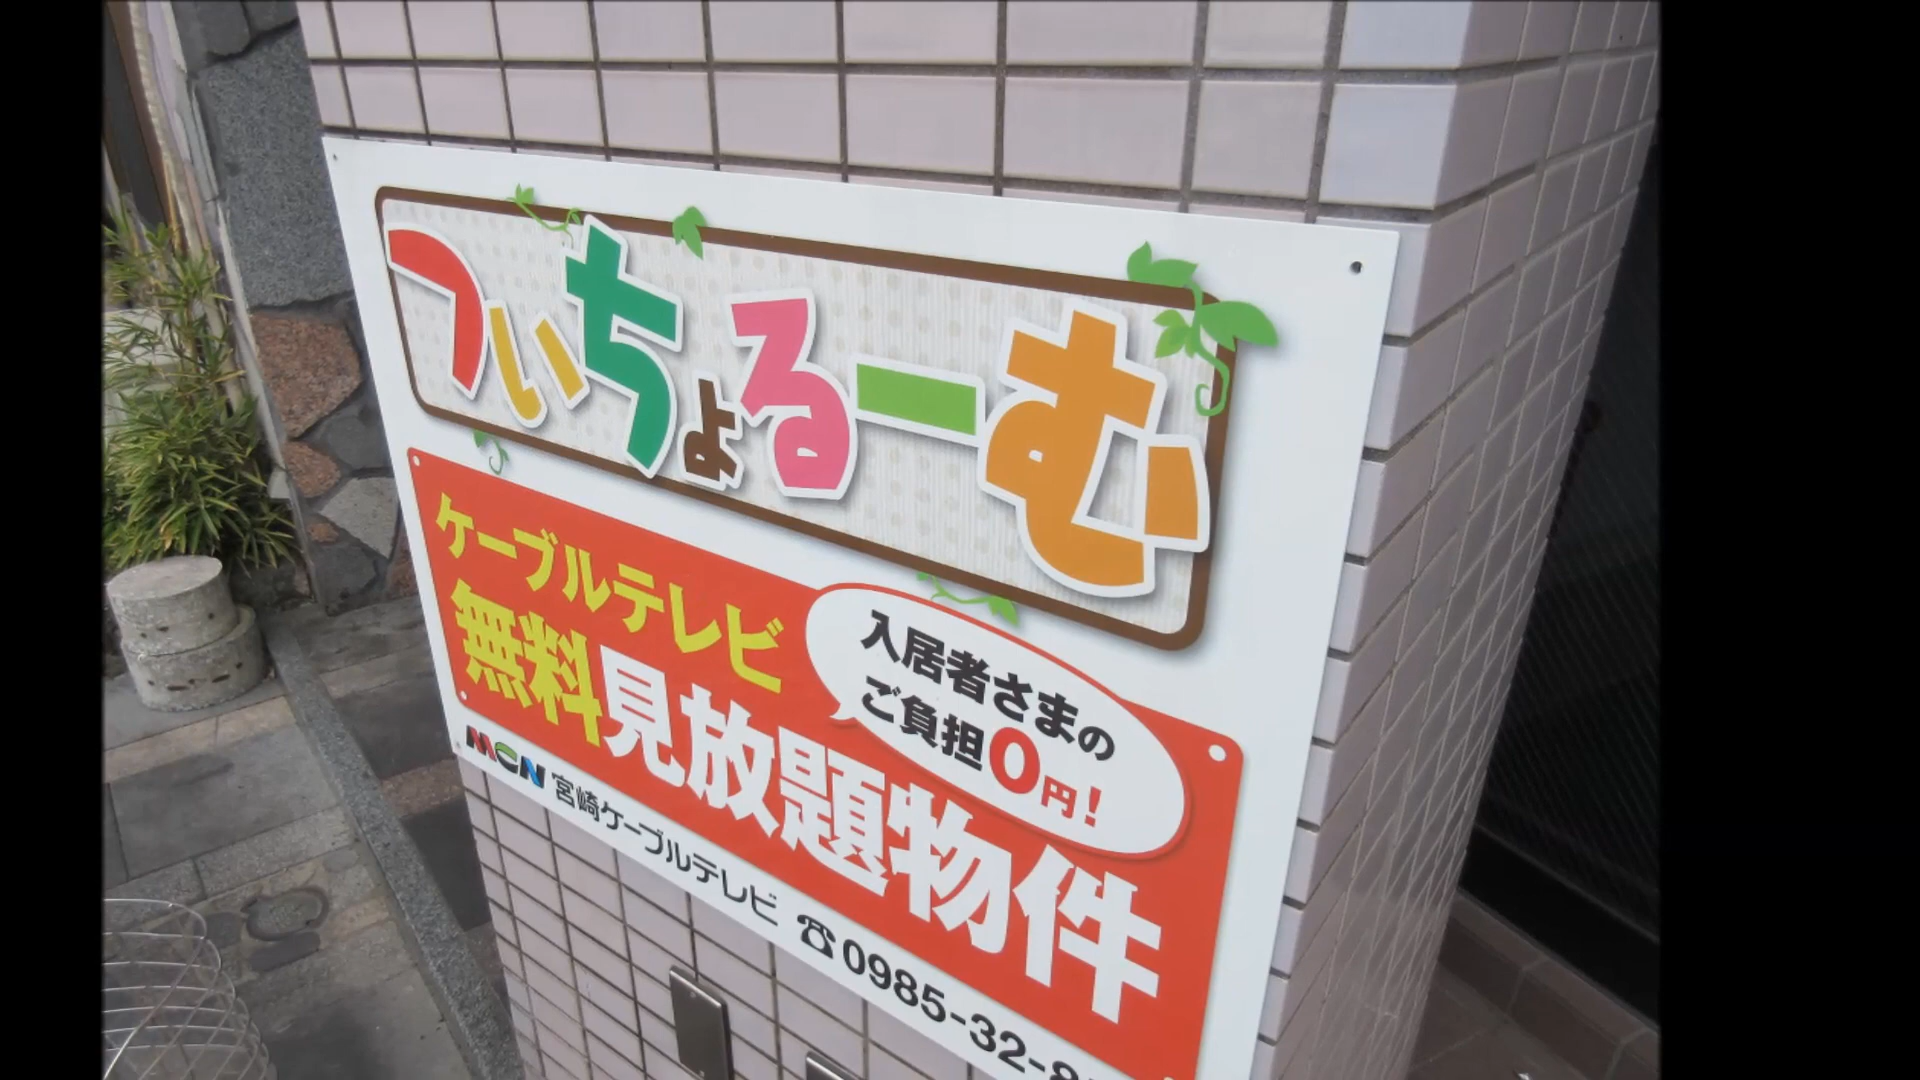 ついちょるーむ
ケーブルテレビ
無料見放題物件
入居者さまの
ご負担0円!
MCN 宮崎ケーブルテレビ ☎0985-32-8